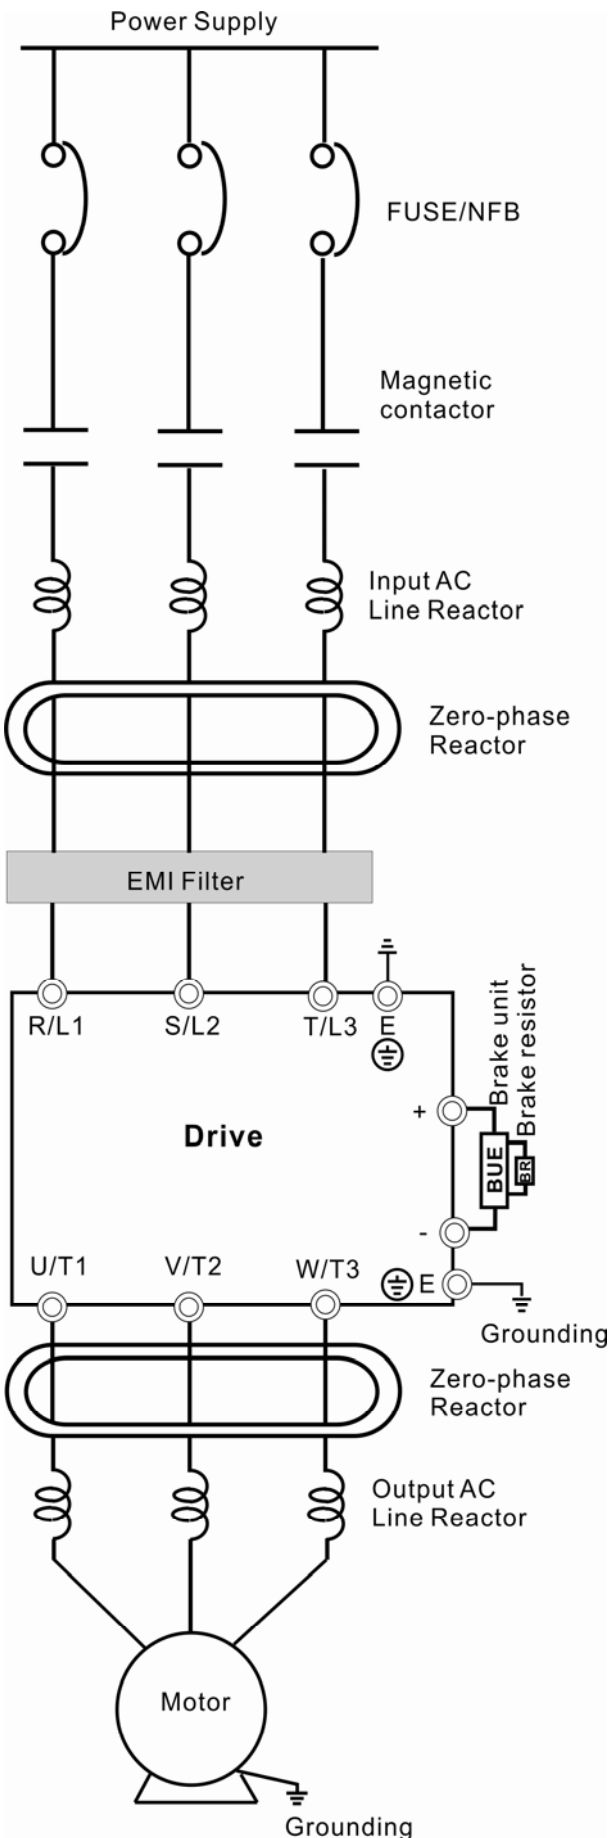 Power Supply
FUSE/NFB
Magnetic
contactor
Input AC
Line Reactor
Zero-phase
Reactor
EMI Filter
R/L1
S/L2
T/L3
E
Brake unit
Brake resistor
+
Drive
BUE
BR
-
U/T1
V/T2
W/T3
E
Grounding
Zero-phase
Reactor
Output AC
Line Reactor
Motor
Grounding